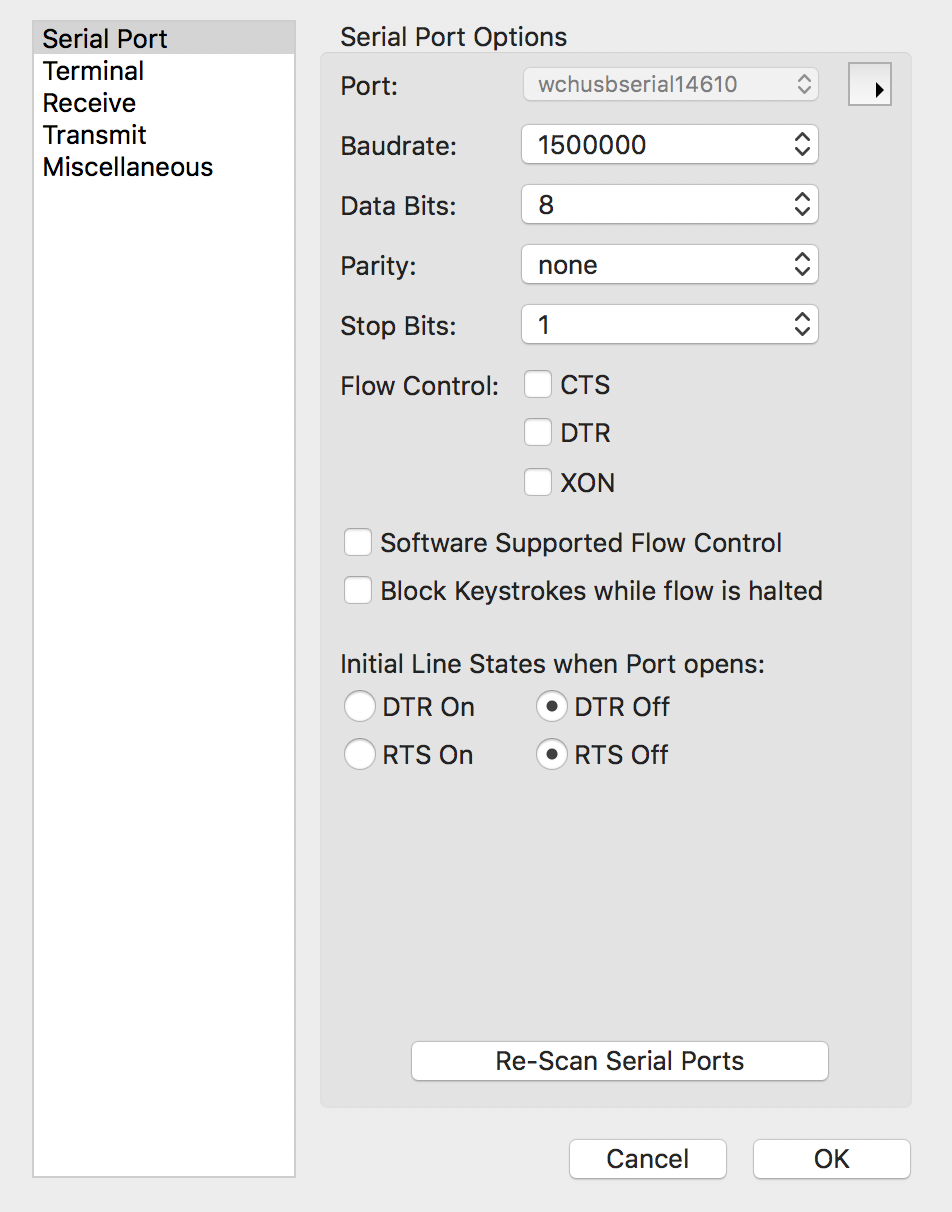 Serial Port
Terminal
Receive
Transmit
Miscellaneous
Serial Port Options
Port: wchusbserial14610
Baudrate: 1500000
Data Bits: 8
Parity: none
Stop Bits: 1
Flow Control: CTS
DTR
XON
Software Supported Flow Control
Block Keystrokes while flow is halted
Initial Line States when Port opens:
DTR On DTR Off
RTS On RTS Off
Re-Scan Serial Ports
Cancel OK